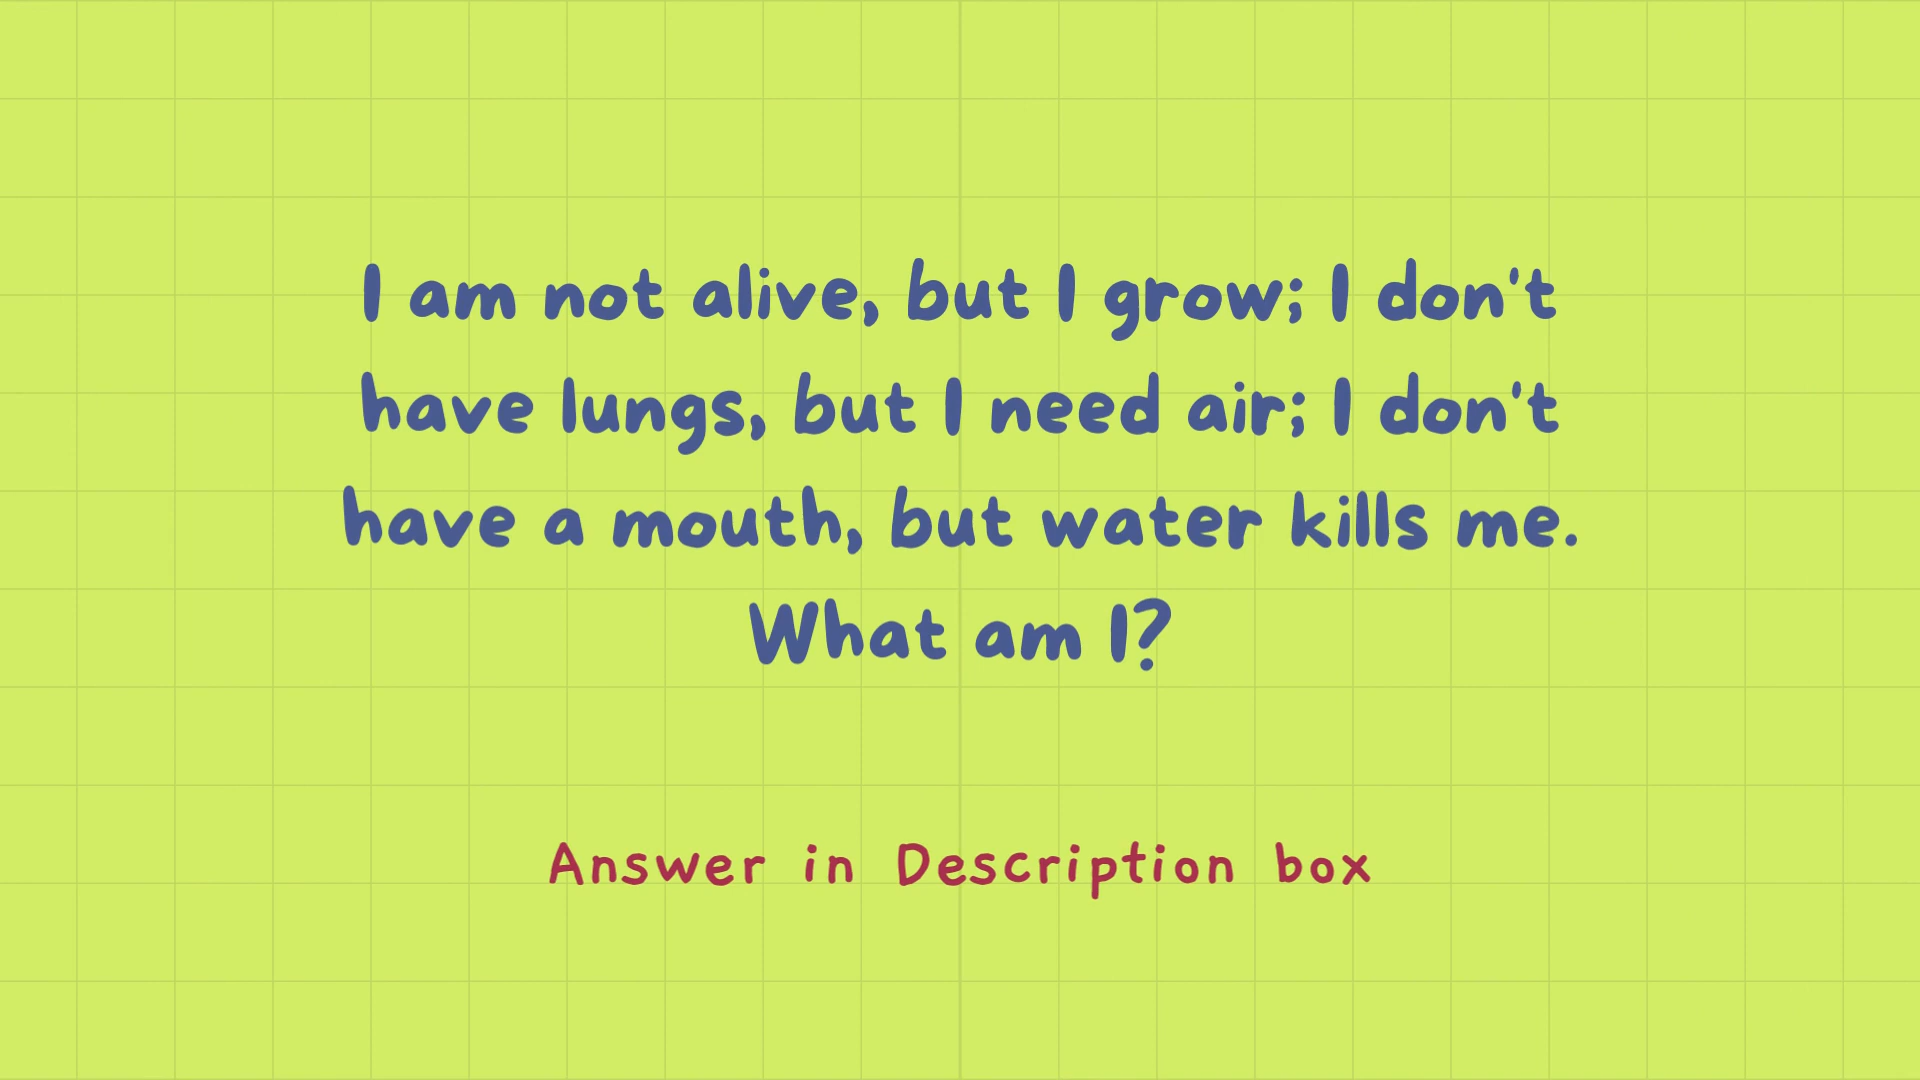 I am not alive, but I grow; I don't
have lungs, but I need air; I don't
have a mouth, but water kills me.
What am I?
Answer in Description box